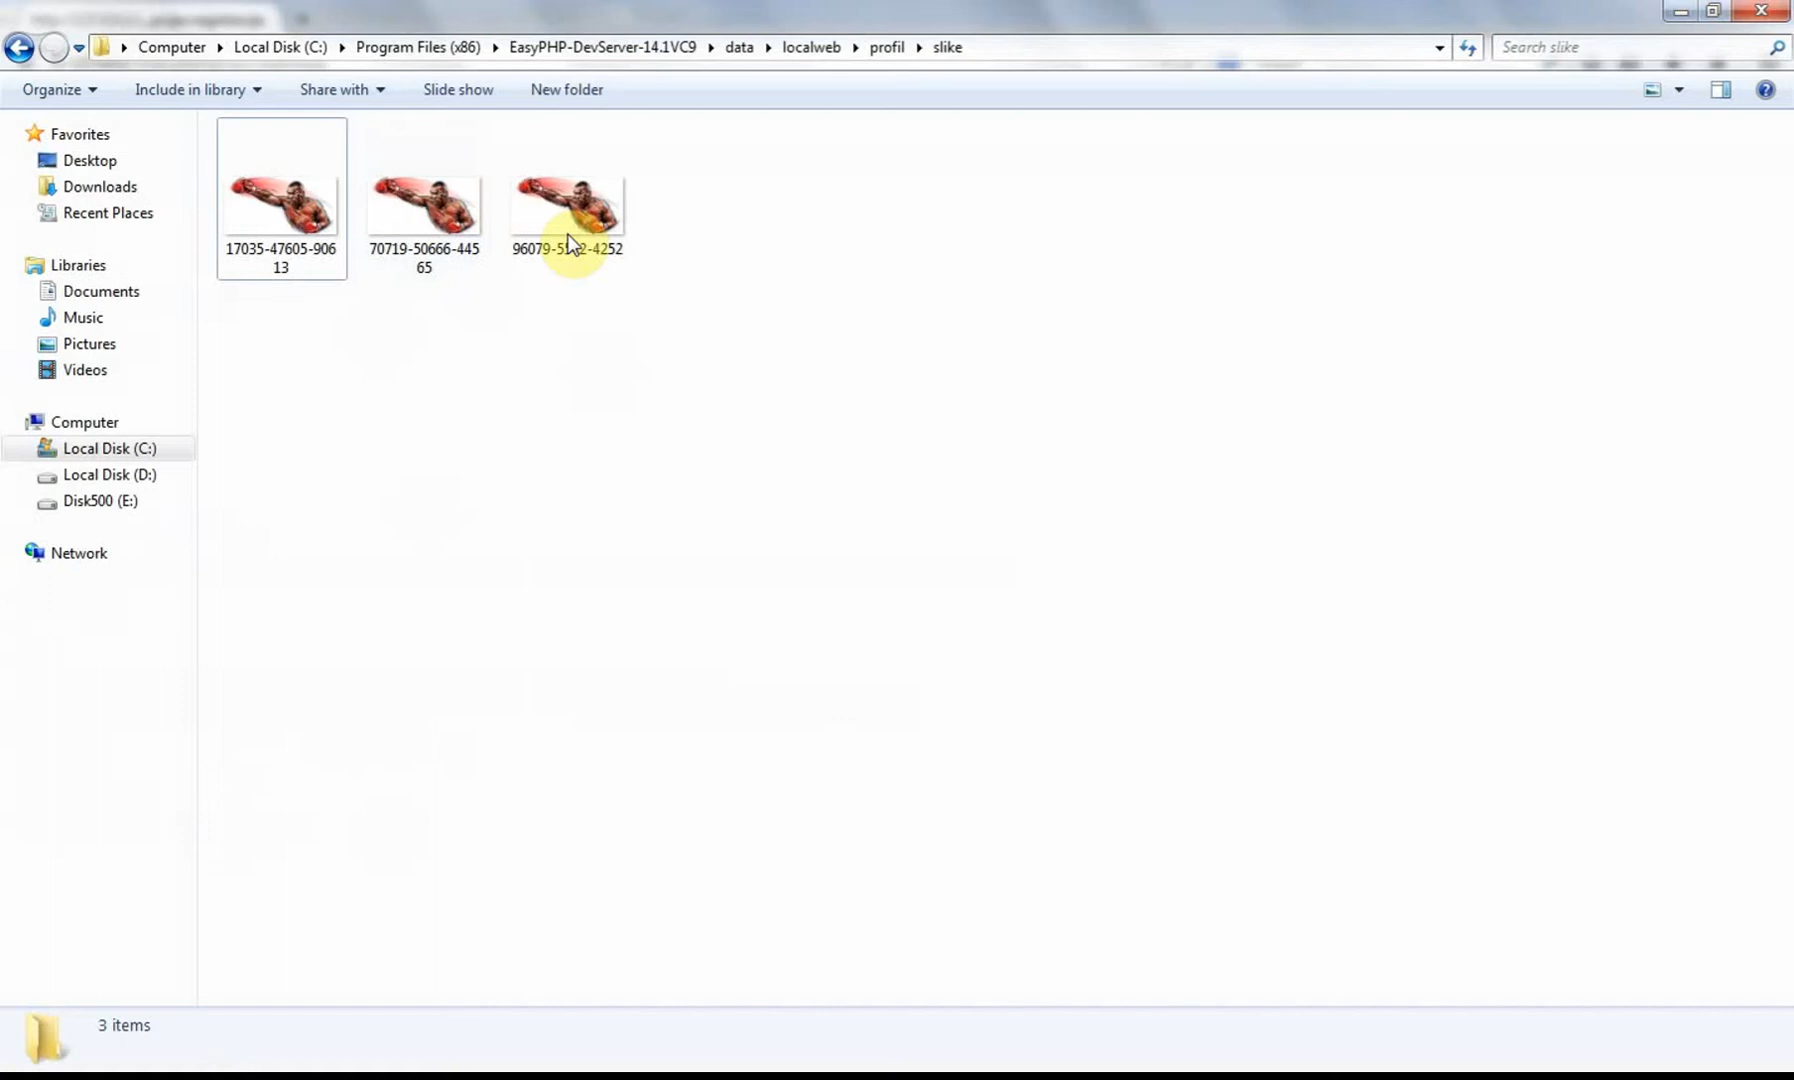 Computer Local Disk (C:) Program Files (x86) EasyPHP-DevServer-14.1VC9 data localweb profil slike
Search slike
Organize Include in library Share with Slide show New folder
Favorites
Desktop
Downloads
Recent Places
Libraries
Documents
Music
Pictures
Videos
Computer
Local Disk (C:)
Local Disk (D:)
Disk500 (E:)
Network
17035-47605-906
13
70719-50666-445
65
3 items